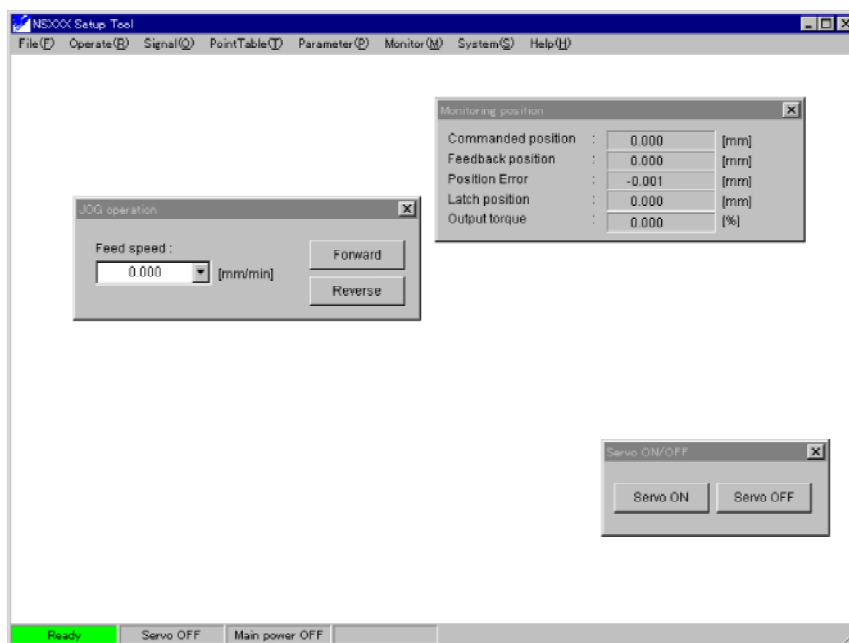 NSXXX Setup Tool
File(F) Operate(R) Signal(O) PointTable(T) Parameter(P) Monitor(M) System(S) Help(H)
Monitoring position
Commanded position : 0.000 [mm]
Feedback position : 0.000 [mm]
Position Error : -0.001 [mm]
Latch position : 0.000 [mm]
Output torque : 0.000 [%]
JOG operation
Feed speed :
0.000 [mm/min]
Forward
Reverse
Servo ON/OFF
Servo ON Servo OFF
Ready Servo OFF Main power OFF